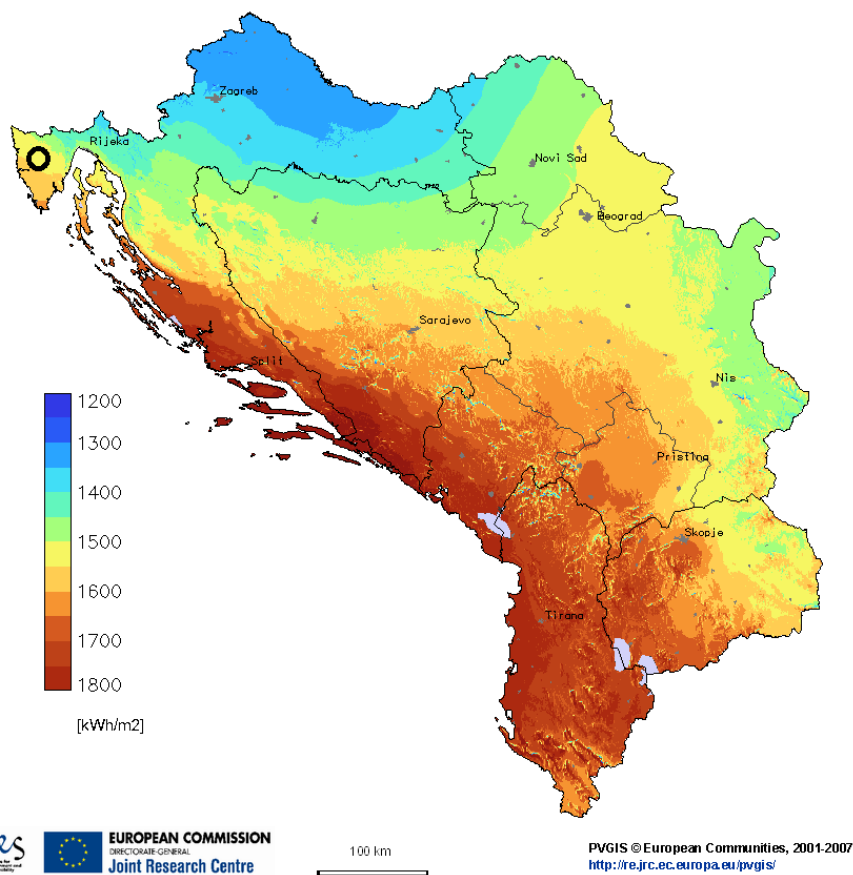 Zagreb
Rijeka
Novi Sad
Beograd
Sarajevo
Split
Nis
Pristina
Skopje
Tirana
1200
1300
1400
1500
1600
1700
1800
[kWh/m2]
EUROPEAN COMMISSION
DIRECTORATE-GENERAL
Joint Research Centre
100 km
PVGIS © European Communities, 2001-2007
http://re.jrc.ec.europa.eu/pvgis/